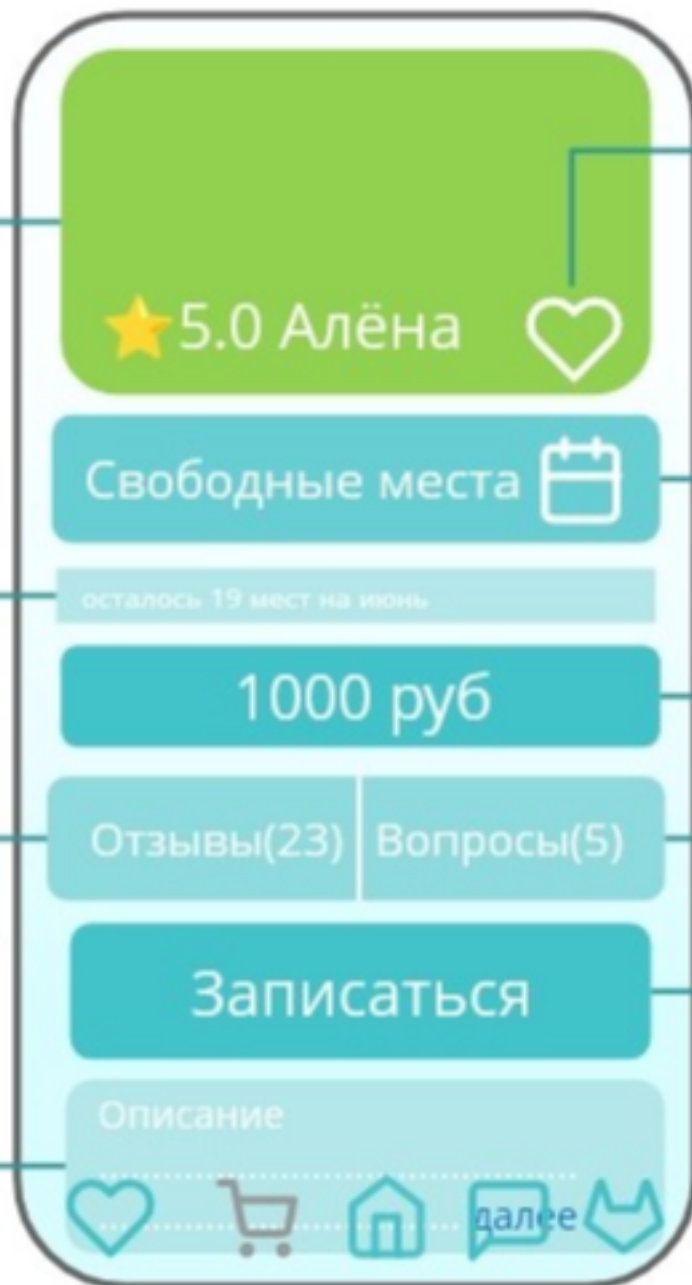 5.0 Алёна
Свободные места
осталось 19 мест на июнь
1000 руб
Отзывы(23) Вопросы(5)
Записаться
Описание
далее